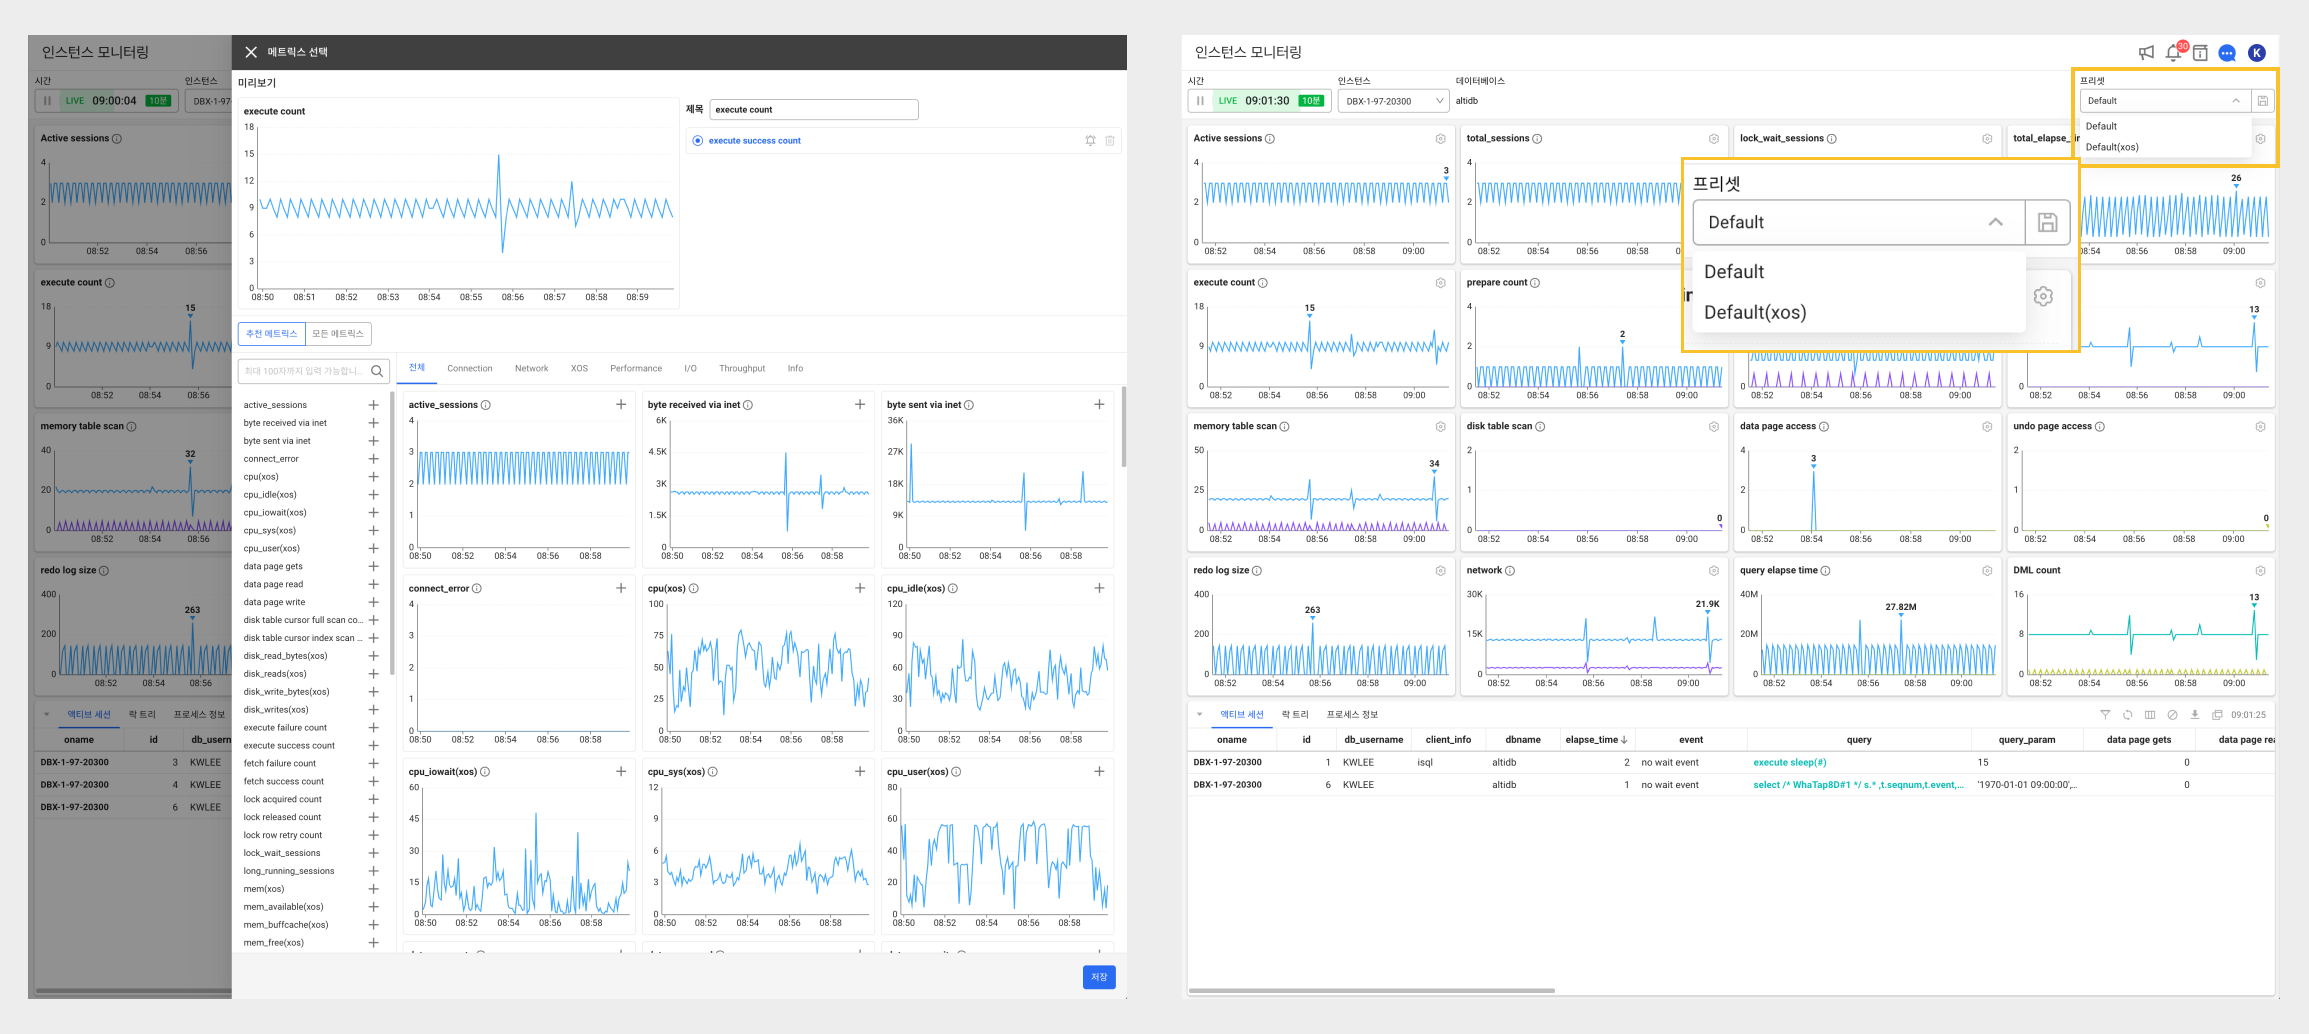 인스턴스 모니터링
시간
인스턴스
LIVE 09:00:04 10분
DBX-1-97
Active sessions
4
2
0
08:52 08:54 08:56
execute count
18
15
9
0
08:52 08:54 08:56
memory table scan
40
32
20
0
08:52 08:54 08:56
redo log size
400
263
200
0
08:52 08:54 08:56
액티브 세션 락 트리 프로세스 정보
oname id db_usern
DBX-1-97-20300 3 KWLEE
DBX-1-97-20300 4 KWLEE
DBX-1-97-20300 6 KWLEE
메트릭스 선택
미리보기
execute count
18
15
12
9
6
3
0
08:50 08:51 08:52 08:53 08:54 08:55 08:56 08:57 08:58 08:59
제목 execute count
execute success count
추천 메트릭스 모든 메트릭스
최대 100자까지 입력 가능합니...
전체 Connection Network XOS Performance I/O Throughput Info
active_sessions
byte received via inet
byte sent via inet
connect_error
cpu(xos)
cpu_idle(xos)
cpu_iowait(xos)
cpu_sys(xos)
cpu_user(xos)
data page gets
data page read
data page write
disk table cursor full scan co...
disk table cursor index scan ...
disk_read_bytes(xos)
disk_reads(xos)
disk_write_bytes(xos)
disk_writes(xos)
execute failure count
execute success count
fetch failure count
fetch success count
lock acquired count
lock released count
lock row retry count
lock_wait_sessions
long_running_sessions
mem(xos)
mem_available(xos)
mem_buffcache(xos)
mem_free(xos)
active_sessions
4
3
2
1
0
08:50 08:52 08:54 08:56 08:58
byte received via inet
6K
4.5K
3K
1.5K
0
08:50 08:52 08:54 08:56 08:58
byte sent via inet
36K
27K
18K
9K
0
08:50 08:52 08:54 08:56 08:58
connect_error
4
3
2
1
0
08:50 08:52 08:54 08:56 08:58
cpu(xos)
100
75
50
25
0
08:50 08:52 08:54 08:56 08:58
cpu_idle(xos)
120
90
60
30
0
08:50 08:52 08:54 08:56 08:58
cpu_iowait(xos)
60
45
30
15
0
08:50 08:52 08:54 08:56 08:58
cpu_sys(xos)
12
9
6
3
0
08:50 08:52 08:54 08:56 08:58
cpu_user(xos)
80
60
40
20
0
08:50 08:52 08:54 08:56 08:58
저장
인스턴스 모니터링
30
K
시간
인스턴스
데이터베이스
프리셋
LIVE 09:01:30 10분
DBX-1-97-20300
altidb
Default
Default
Default(xos)
Active sessions
4
3
2
0
08:52 08:54 08:56 08:58 09:00
total_sessions
4
2
0
08:52
lock_wait_sessions
total_elapse_
26
8:54 08:56 08:58 09:00
프리셋
Default
Default
Default(xos)
execute count
18
15
9
0
08:52 08:54 08:56 08:58 09:00
prepare count
4
2
2
0
08:52 08:54 08:56 08:58 09:00
0
08:52 08:54 08:56 08:58 09:00
13
0
08:52 08:54 08:56 08:58 09:00
memory table scan
50
34
25
0
08:52 08:54 08:56 08:58 09:00
disk table scan
2
1
0
0
08:52 08:54 08:56 08:58 09:00
data page access
4
3
2
0
08:52 08:54 08:56 08:58 09:00
undo page access
2
1
0
0
08:52 08:54 08:56 08:58 09:00
redo log size
400
263
200
0
08:52 08:54 08:56 08:58 09:00
network
30K
21.9K
15K
0
08:52 08:54 08:56 08:58 09:00
query elapse time
40M
27.82M
20M
0
08:52 08:54 08:56 08:58 09:00
DML count
16
13
8
0
08:52 08:54 08:56 08:58 09:00
액티브 세션 락 트리 프로세스 정보
09:01:25
oname id db_username client_info dbname elapse_time event query query_param data page gets data page rea
DBX-1-97-20300 1 KWLEE isql altidb 2 no wait event execute sleep(#) 15 0
DBX-1-97-20300 6 KWLEE altidb 1 no wait event select /* WhaTap8D#1 */ s.* ,t.seqnum,t.event,... '1970-01-01 09:00:00',... 0